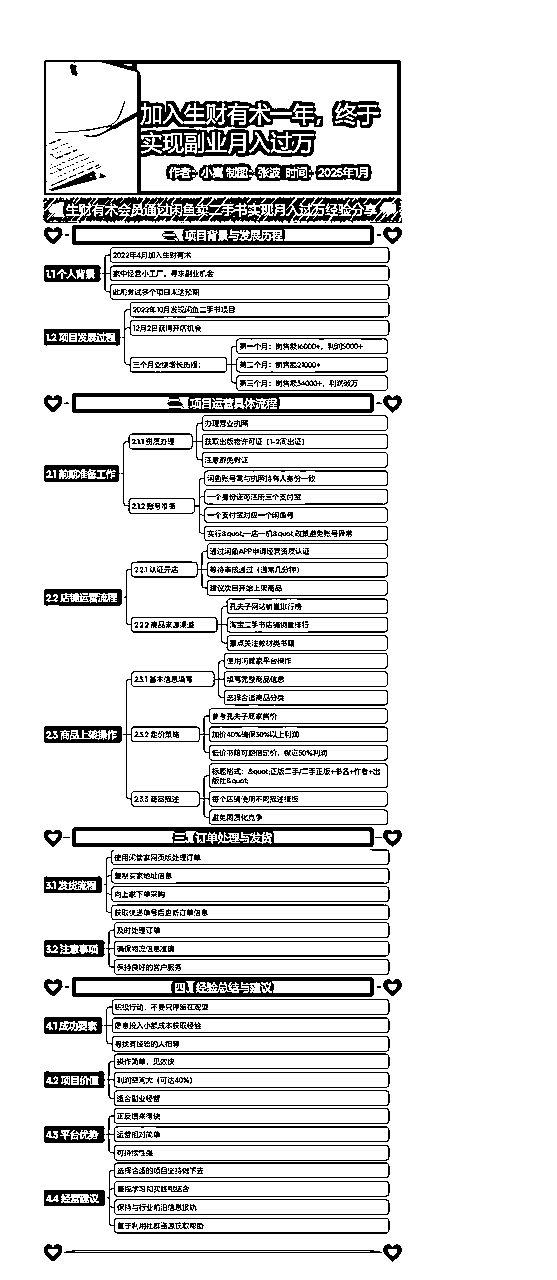 加入生财有术一年，终于
实现副业月入过万
作者：小嘉 制图：张波 时间：2025年1月
生财有术会员通过闲鱼卖二手书实现月入过万经验分享
一、项目背景与发展历程
1.1 个人背景
2022年4月加入生财有术
家中经营小工厂，寻求副业机会
此前尝试多个项目未达预期
1.2 项目发展过程
2022年10月发现闲鱼二手书项目
12月2日获得开店机会
三个月业绩增长历程：
第一个月：销售额16000+，利润5000+
第二个月：销售额21000+
第三个月：销售额34000+，利润破万
二、项目运营具体流程
2.1 前期准备工作
2.1.1 资质办理
办理营业执照
获取出版物许可证（1-2周出证）
注意避免假证
2.1.2 账号准备
闲鱼账号需与执照持有人身份一致
一个身份证可注册三个支付宝
一个支付宝对应一个闲鱼号
实行&quot;一店一机&quot;政策避免账号异常
2.2 店铺运营流程
2.2.1 认证开店
通过闲鱼APP申请经营资质认证
等待审核通过（通常几分钟）
建议次日开始上架商品
2.2.2 商品来源渠道
孔夫子网站销量排行榜
淘宝二手书店铺销量排行
重点关注教材类书籍
2.3 商品上架操作
2.3.1 基本信息填写
使用闲管家平台操作
填写完整商品信息
选择合适商品分类
2.3.2 定价策略
参考孔夫子底家售价
加价40%确保30%以上利润
低价书籍可原倍定价，保证50%利润
2.3.3 商品描述
标题格式：&quot;正版二手/二手正版+书名+作者+出
版社&quot;
每个店铺使用不同描述模板
避免同质化竞争
三、订单处理与发货
3.1 发货流程
使用闲管家网页版处理订单
复制买家地址信息
向上家下单采购
获取快递单号后更新订单信息
3.2 注意事项
及时处理订单
确保物流信息准确
保持良好的客户服务
四、经验总结与建议
4.1 成功要素
积极行动，不要只停留在观望
愿意投入小额成本获取经验
寻找有经验的人指导
4.2 项目价值
操作简单，见效快
利润空间大（可达40%）
适合副业经营
4.3 平台优势
正反馈来得快
运营相对简单
可持续性强
4.4 经营建议
选择合适的项目坚持做下去
重视学习和实践相结合
保持与行业前沿信息接轨
善于利用社群资源获取帮助